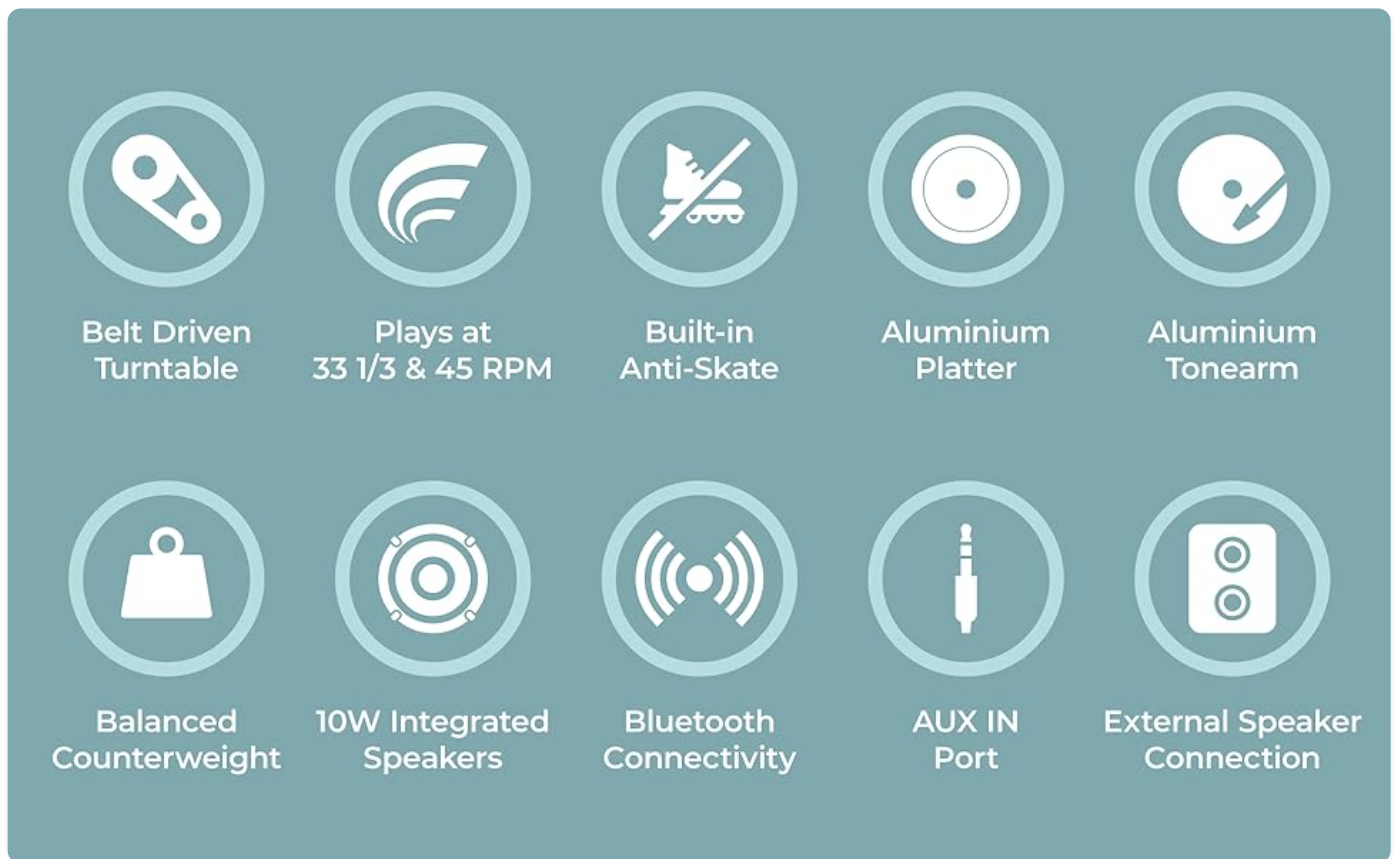 Belt Driven
Turntable
Plays at
33 1/3 & 45 RPM
Built-in
Anti-Skate
Aluminium
Platter
Aluminium
Tonearm
Balanced
Counterweight
10W Integrated
Speakers
Bluetooth
Connectivity
AUX IN
Port
External Speaker
Connection